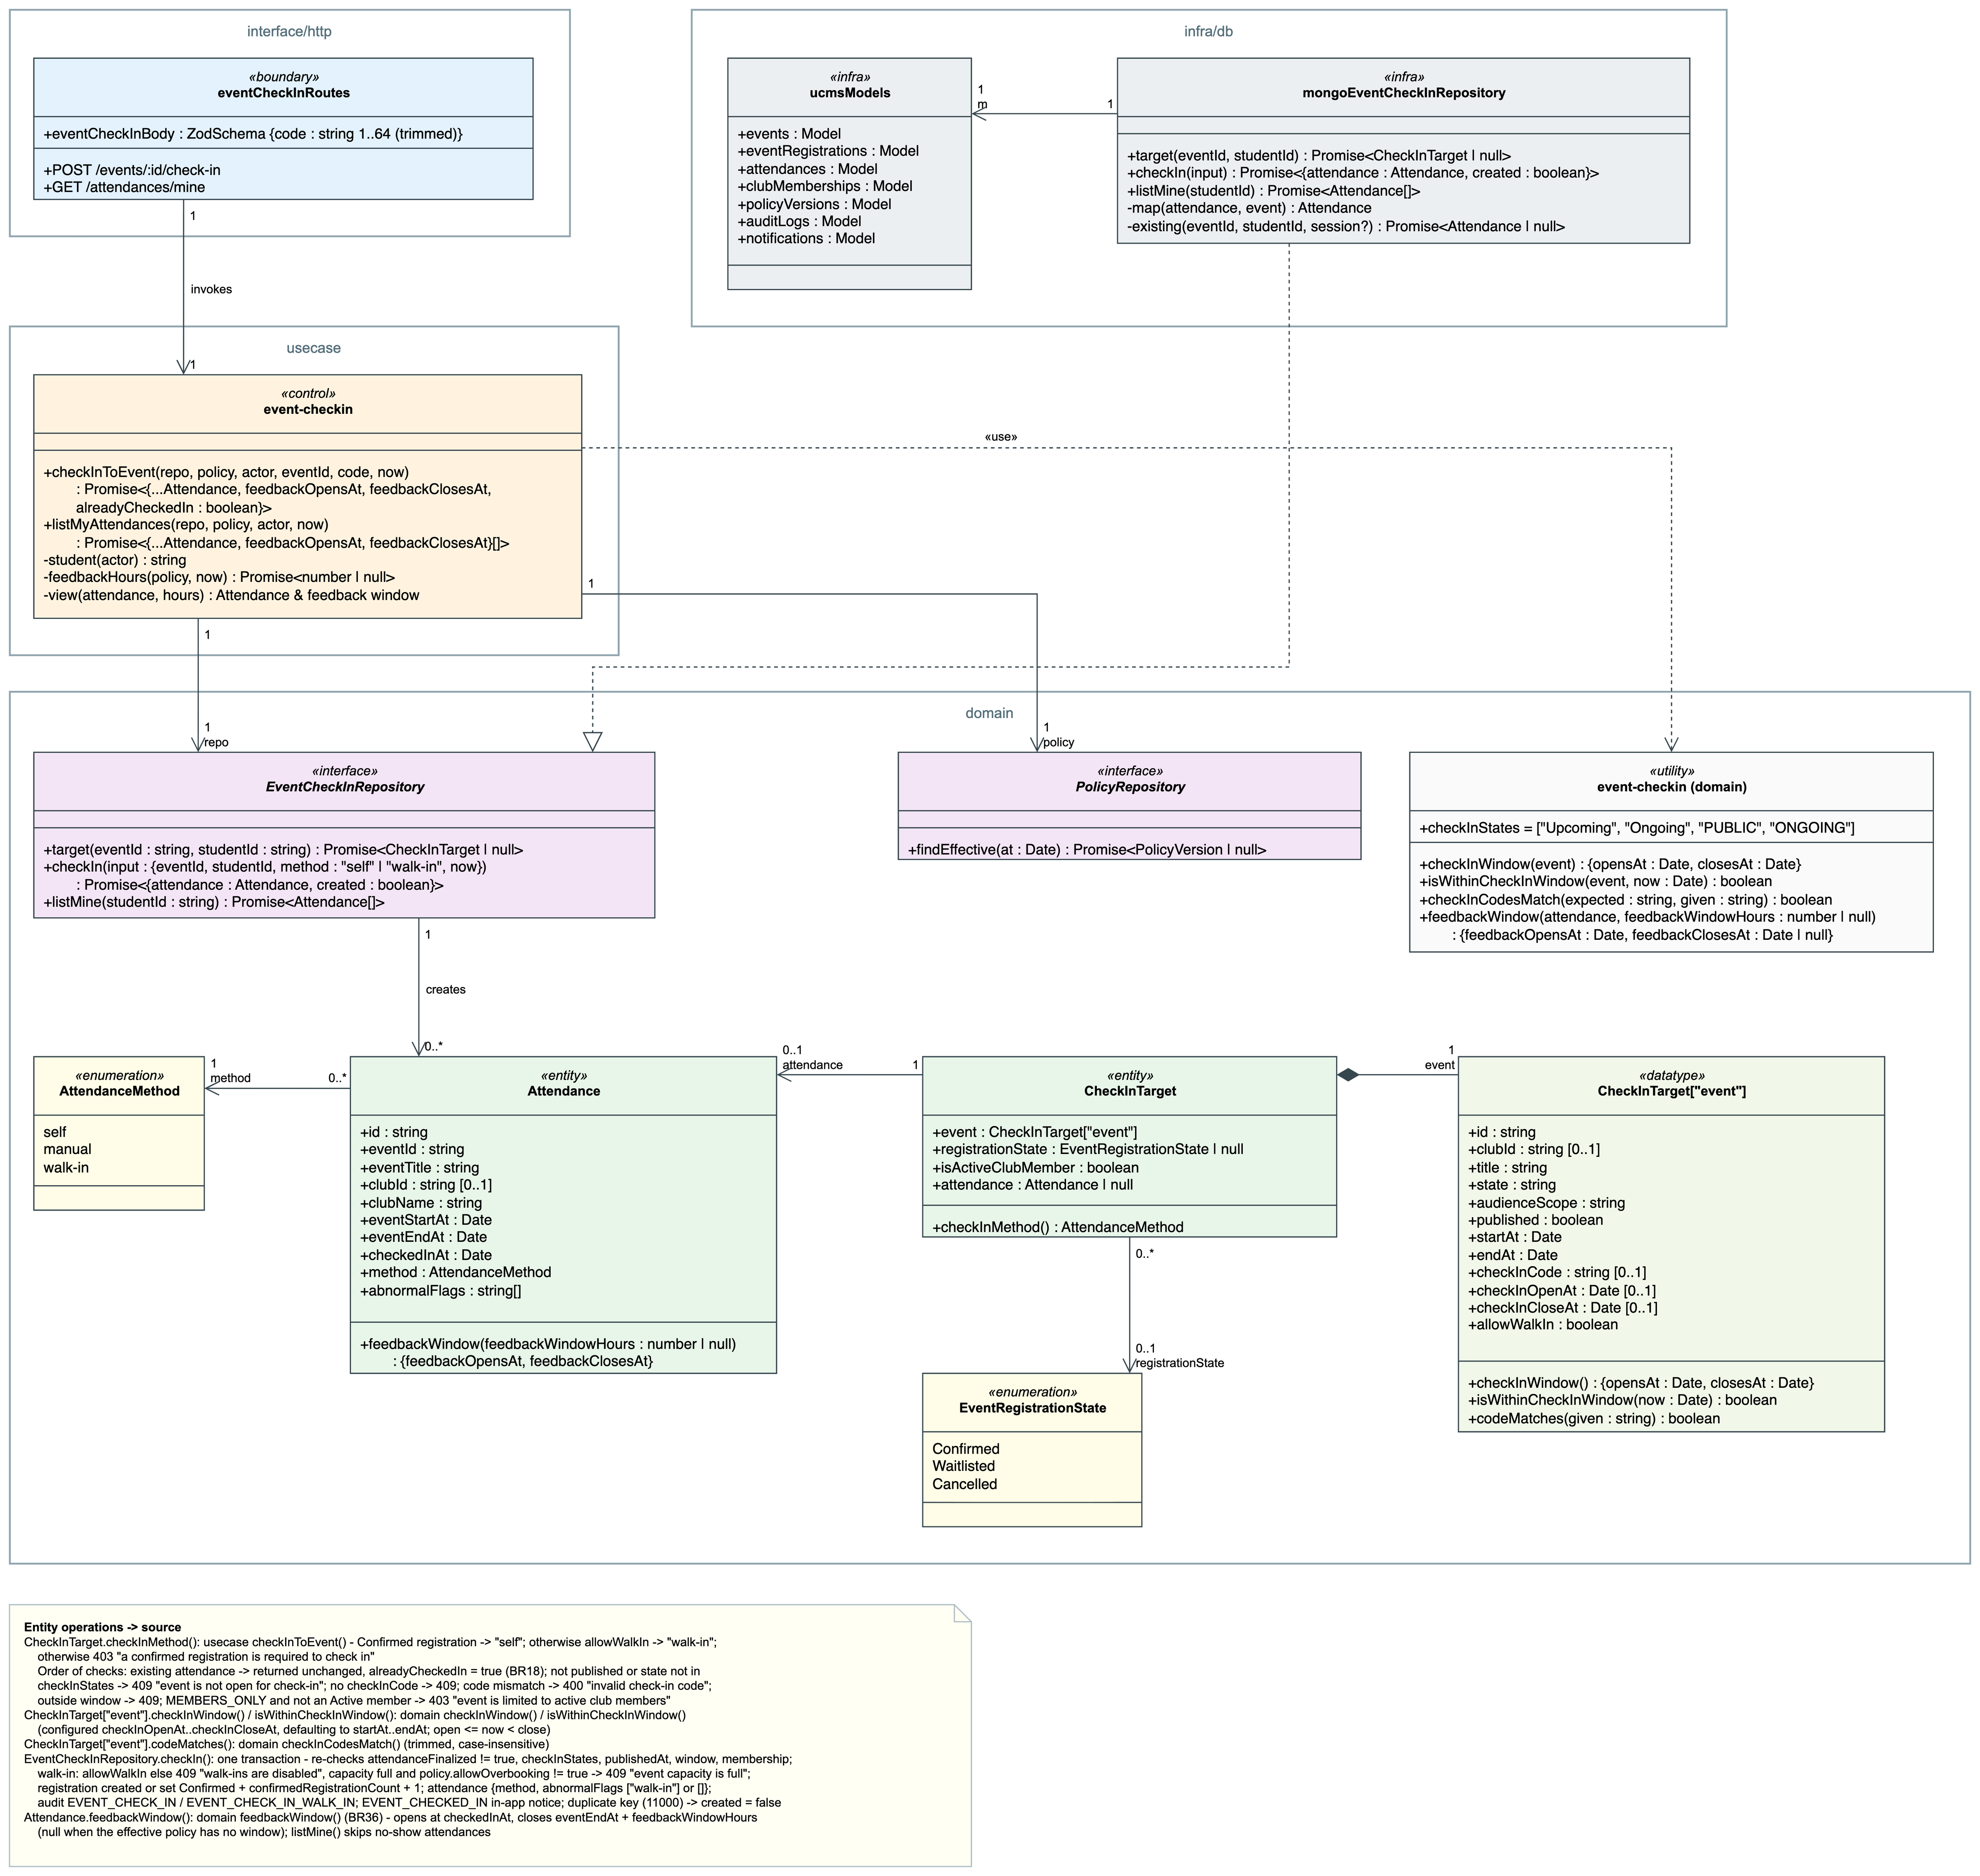 interface/http
«boundary»
eventCheckInRoutes
+eventCheckInBody : ZodSchema {code : string 1..64 (trimmed)}
+POST /events/:id/check-in
+GET /attendances/mine
1
invokes
1
infra/db
«infra»
ucmsModels
+events : Model
+eventRegistrations : Model
+attendances : Model
+clubMemberships : Model
+policyVersions : Model
+auditLogs : Model
+notifications : Model
1
m
1
«infra»
mongoEventCheckInRepository
+target(eventId, studentId) : Promise<CheckInTarget | null>
+checkIn(input) : Promise<{attendance : Attendance, created : boolean}>
+listMine(studentId) : Promise<Attendance[]>
-map(attendance, event) : Attendance
-existing(eventId, studentId, session?) : Promise<Attendance | null>
usecase
«control»
event-checkin
+checkInToEvent(repo, policy, actor, eventId, code, now)
: Promise<{...Attendance, feedbackOpensAt, feedbackClosesAt,
alreadyCheckedIn : boolean}>
+listMyAttendances(repo, policy, actor, now)
: Promise<{...Attendance, feedbackOpensAt, feedbackClosesAt}[]>
-student(actor) : string
-feedbackHours(policy, now) : Promise<number | null>
-view(attendance, hours) : Attendance & feedback window
«use»
1
1
domain
1
repo
1
policy
«interface»
EventCheckInRepository
+target(eventId : string, studentId : string) : Promise<CheckInTarget | null>
+checkIn(input : {eventId, studentId, method : "self" | "walk-in", now})
: Promise<{attendance : Attendance, created : boolean}>
+listMine(studentId : string) : Promise<Attendance[]>
«interface»
PolicyRepository
+findEffective(at : Date) : Promise<PolicyVersion | null>
«utility»
event-checkin (domain)
+checkInStates = ["Upcoming", "Ongoing", "PUBLIC", "ONGOING"]
+checkInWindow(event) : {opensAt : Date, closesAt : Date}
+isWithinCheckInWindow(event, now : Date) : boolean
+checkInCodesMatch(expected : string, given : string) : boolean
+feedbackWindow(attendance, feedbackWindowHours : number | null)
: {feedbackOpensAt : Date, feedbackClosesAt : Date | null}
1
creates
0..*
«enumeration»
AttendanceMethod
self
manual
walk-in
1
method
0..*
«entity»
Attendance
+id : string
+eventId : string
+eventTitle : string
+clubId : string [0..1]
+clubName : string
+eventStartAt : Date
+eventEndAt : Date
+checkedInAt : Date
+method : AttendanceMethod
+abnormalFlags : string[]
+feedbackWindow(feedbackWindowHours : number | null)
: {feedbackOpensAt, feedbackClosesAt}
0..1
attendance
1
«entity»
CheckInTarget
+event : CheckInTarget["event"]
+registrationState : EventRegistrationState | null
+isActiveClubMember : boolean
+attendance : Attendance | null
+checkInMethod() : AttendanceMethod
1
event
«datatype»
CheckInTarget["event"]
+id : string
+clubId : string [0..1]
+title : string
+state : string
+audienceScope : string
+published : boolean
+startAt : Date
+endAt : Date
+checkInCode : string [0..1]
+checkInOpenAt : Date [0..1]
+checkInCloseAt : Date [0..1]
+allowWalkIn : boolean
+checkInWindow() : {opensAt : Date, closesAt : Date}
+isWithinCheckInWindow(now : Date) : boolean
+codeMatches(given : string) : boolean
0..*
0..1
registrationState
«enumeration»
EventRegistrationState
Confirmed
Waitlisted
Cancelled
Entity operations -> source
CheckInTarget.checkInMethod(): usecase checkInToEvent() - Confirmed registration -> "self"; otherwise allowWalkIn -> "walk-in";
otherwise 403 "a confirmed registration is required to check in"
Order of checks: existing attendance -> returned unchanged, alreadyCheckedIn = true (BR18); not published or state not in
checkInStates -> 409 "event is not open for check-in"; no checkInCode -> 409; code mismatch -> 400 "invalid check-in code";
outside window -> 409; MEMBERS_ONLY and not an Active member -> 403 "event is limited to active club members"
CheckInTarget["event"].checkInWindow() / isWithinCheckInWindow(): domain checkInWindow() / isWithinCheckInWindow()
(configured checkInOpenAt..checkInCloseAt, defaulting to startAt..endAt; open <= now < close)
CheckInTarget["event"].codeMatches(): domain checkInCodesMatch() (trimmed, case-insensitive)
EventCheckInRepository.checkIn(): one transaction - re-checks attendanceFinalized != true, checkInStates, publishedAt, window, membership;
walk-in: allowWalkIn else 409 "walk-ins are disabled", capacity full and policy.allowOverbooking != true -> 409 "event capacity is full";
registration created or set Confirmed + confirmedRegistrationCount + 1; attendance {method, abnormalFlags ["walk-in"] or []};
audit EVENT_CHECK_IN / EVENT_CHECK_IN_WALK_IN; EVENT_CHECKED_IN in-app notice; duplicate key (11000) -> created = false
Attendance.feedbackWindow(): domain feedbackWindow() (BR36) - opens at checkedInAt, closes eventEndAt + feedbackWindowHours
(null when the effective policy has no window); listMine() skips no-show attendances